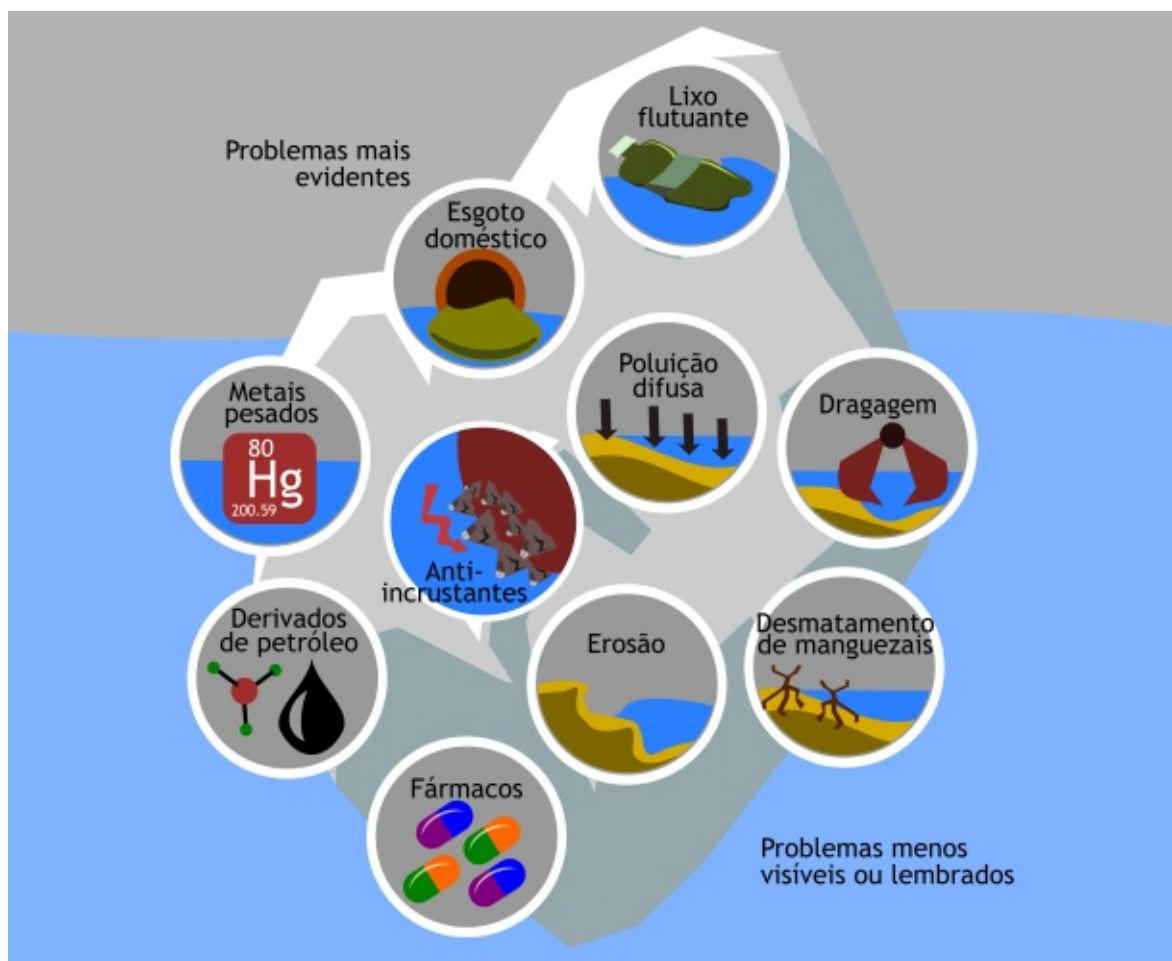 Lixo
flutuante
Problemas mais
evidentes
Esgoto
doméstico
Poluição
difusa
Metais
pesados
80
Hg
200.59
Dragagem
Anti-
incrustantes
Derivados
de petróleo
Erosão
Desmatamento
de manguezais
Fármacos
Problemas menos
visíveis ou lembrados